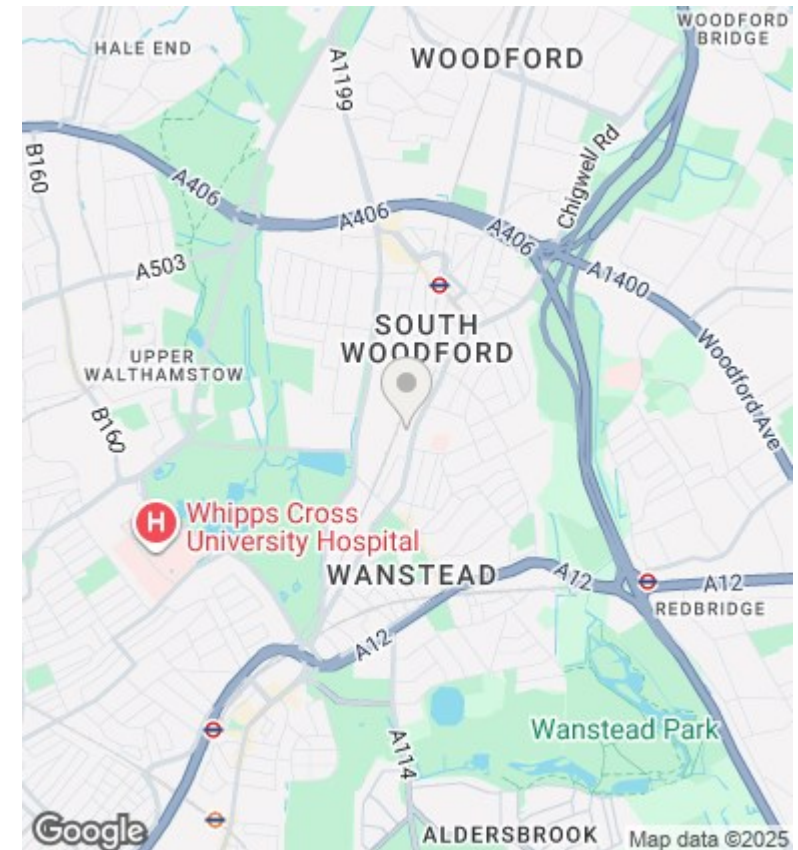 WOODFORD
BRIDGE
HALE END
WOODFORD
A1199
Chigwell Rd
B160
A406
A406
A406
A503
A1400
SOUTH
WOODFORD
UPPER
WALTHAMSTOW
Woodford Ave
B160
H
Whipps Cross
University Hospital
WANSTEAD
A12
A12
REDBRIDGE
A12
Wanstead Park
A114
ALDERSBROOK
Google
Map data ©2025